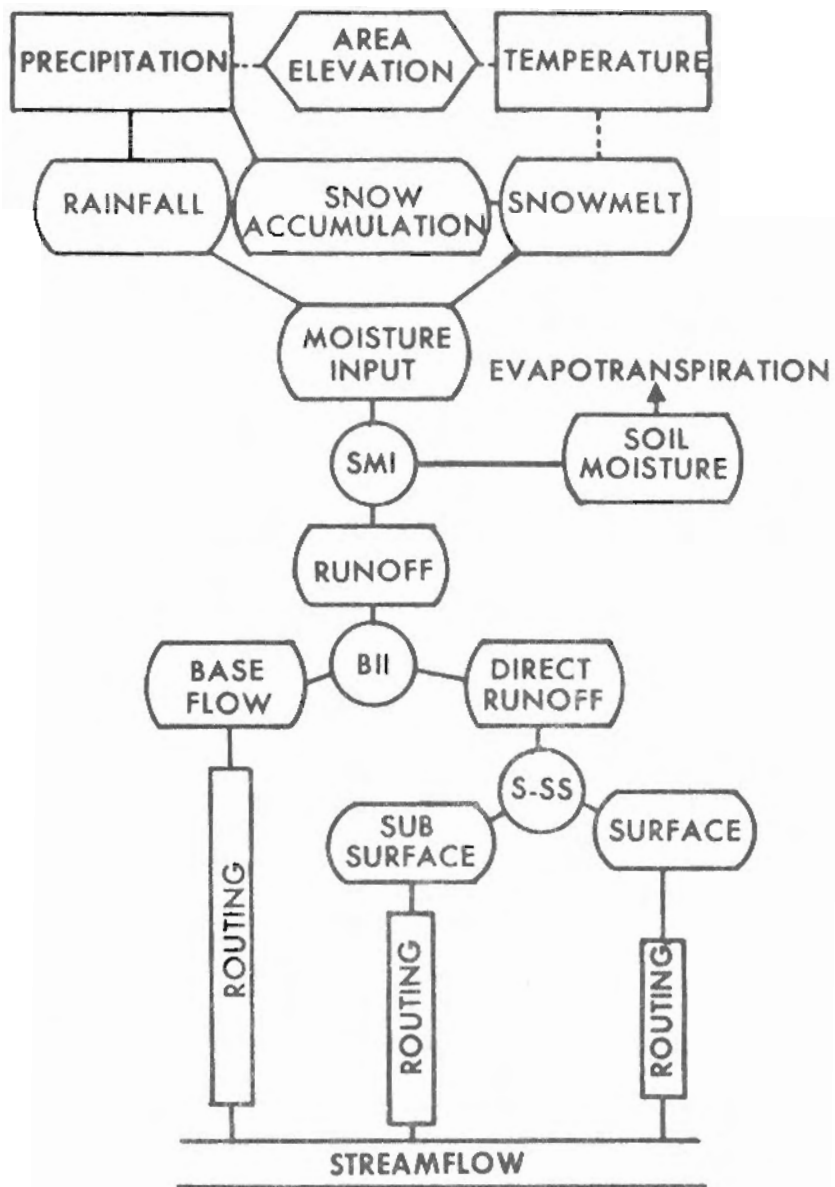 PRECIPITATION
AREA
ELEVATION
TEMPERATURE
RAINFALL
SNOW
ACCUMULATION
SNOWMELT
MOISTURE
INPUT
EVAPOTRANSPIRATION
SMI
SOIL
MOISTURE
RUNOFF
BASE
FLOW
BII
DIRECT
RUNOFF
S-SS
SUB
SURFACE
SURFACE
ROUTING
ROUTING
ROUTING
STREAMFLOW